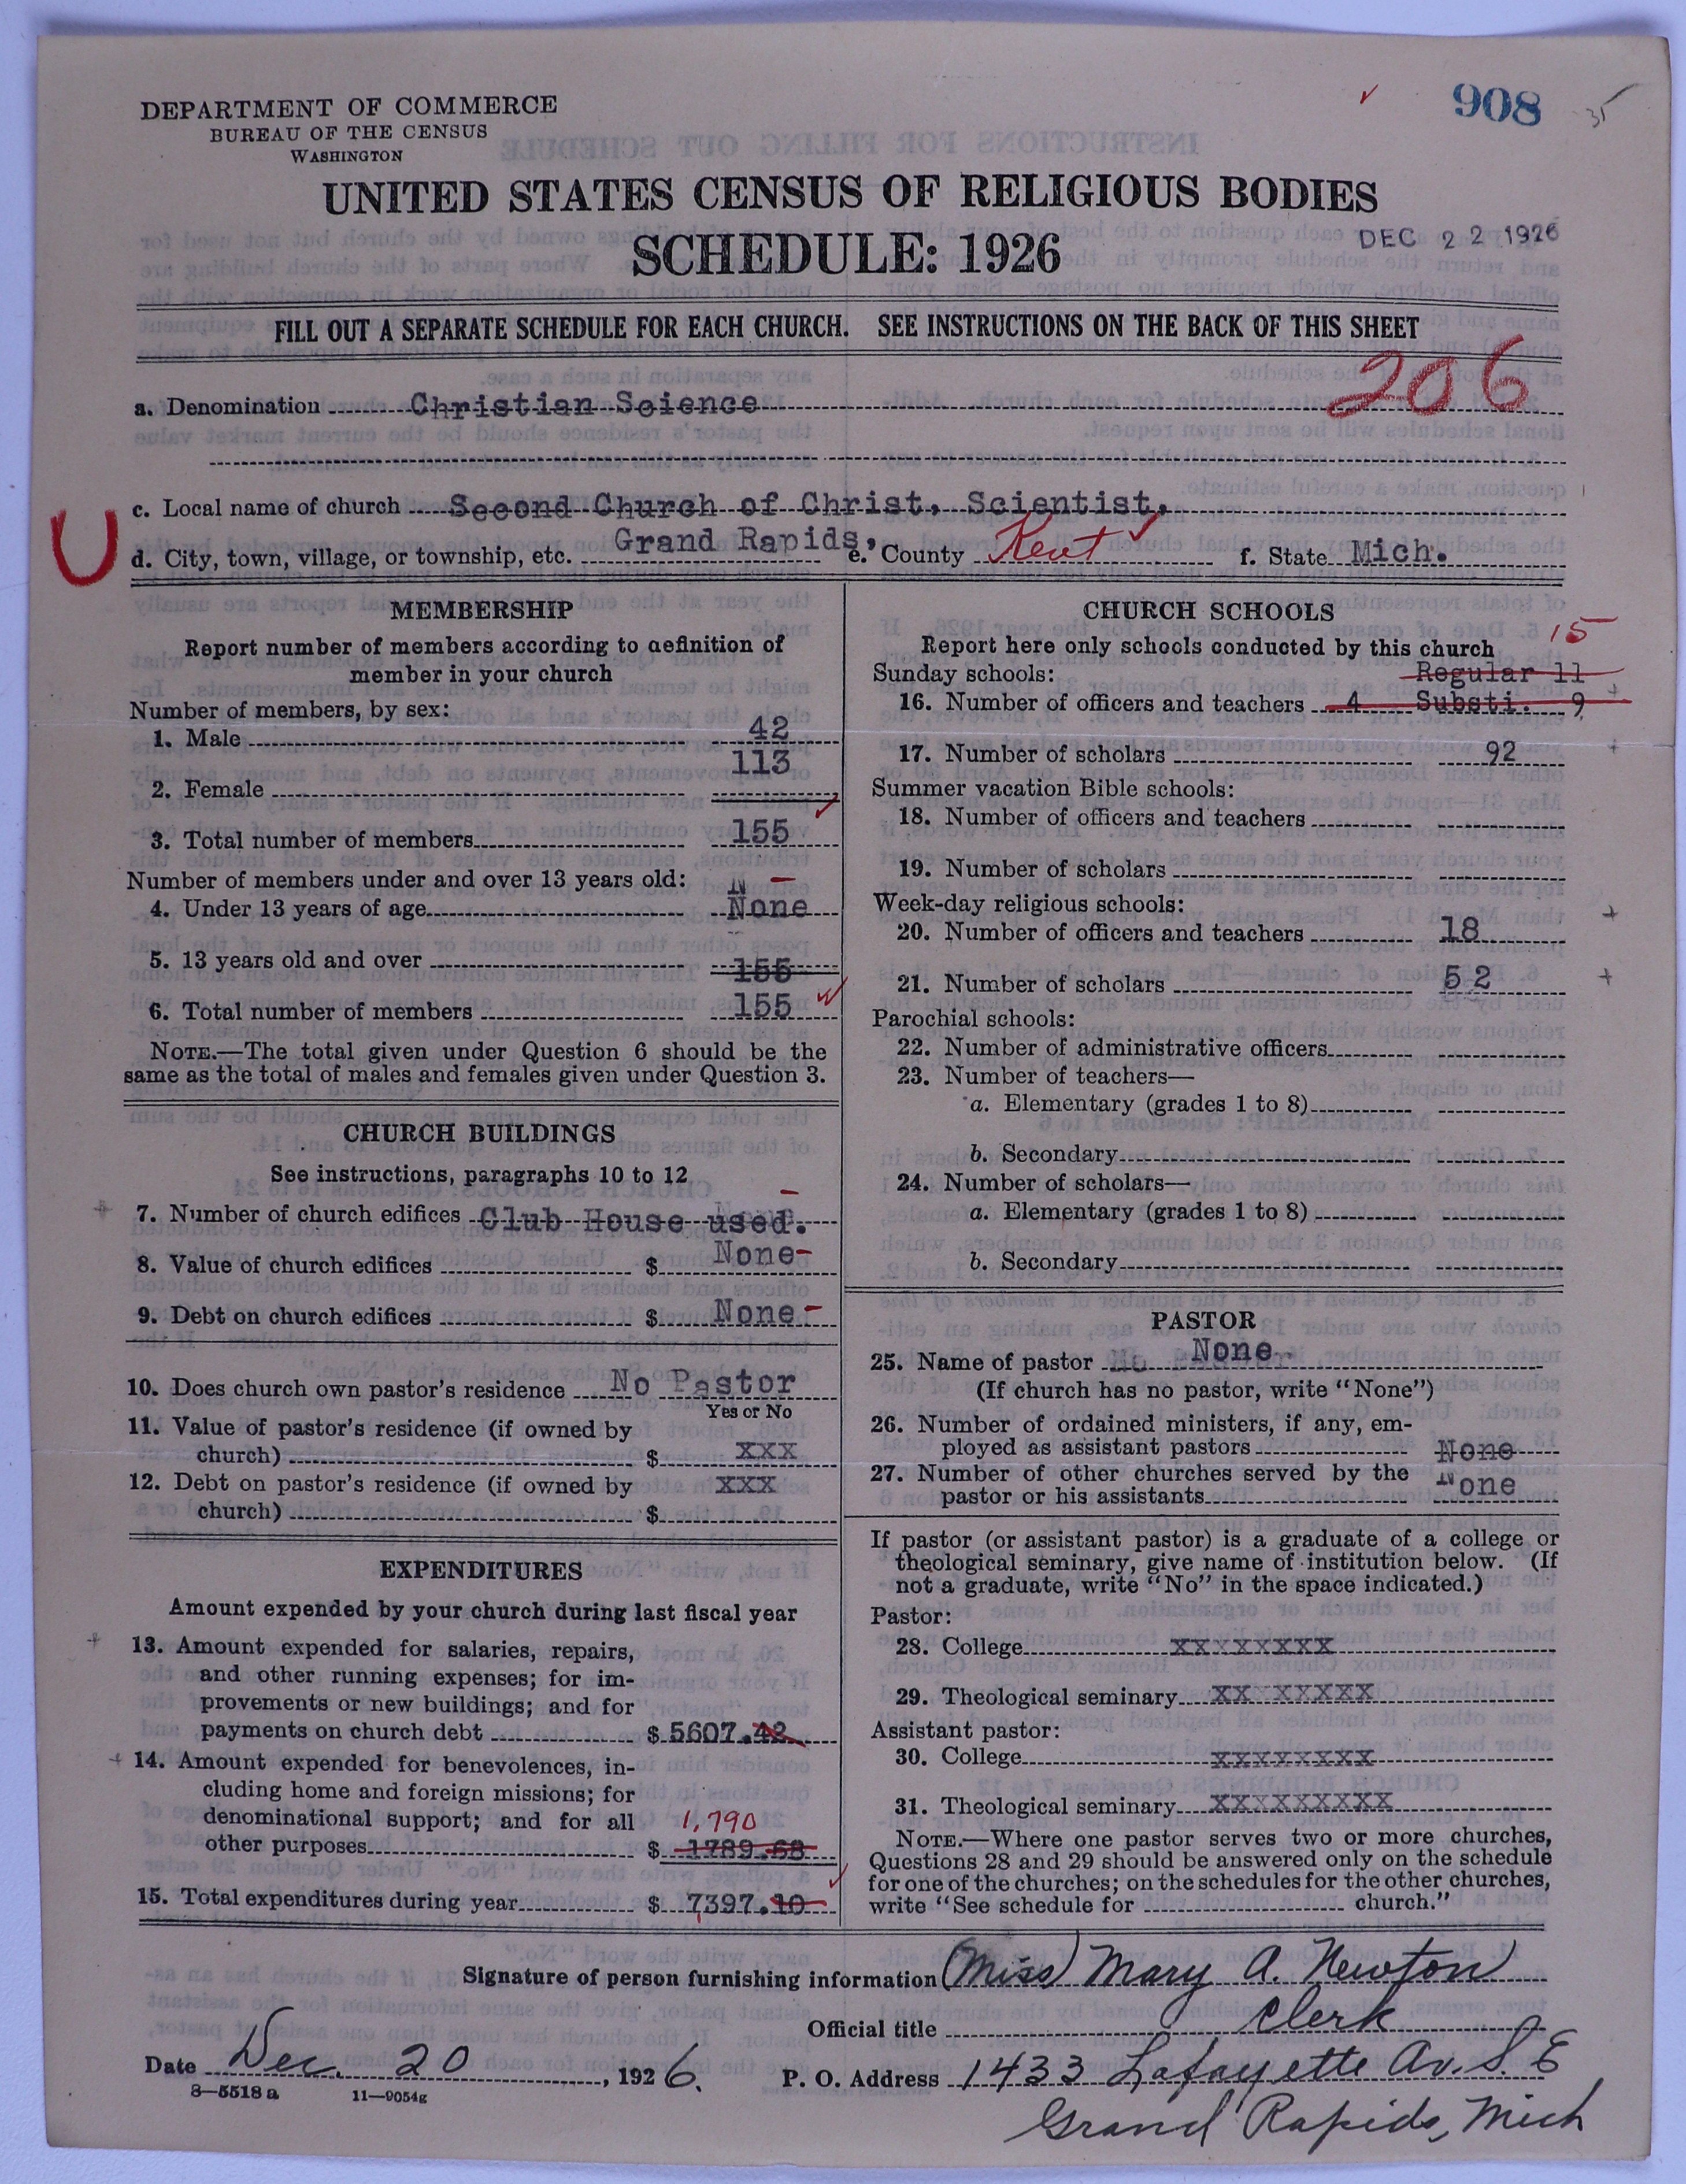 908
35
DEPARTMENT OF COMMERCE
BUREAU OF THE CENSUS
WASHINGTON
UNITED STATES CENSUS OF RELIGIOUS BODIES
SCHEDULE: 1926
DEC 22 1926
FILL OUT A SEPARATE SCHEDULE FOR EACH CHURCH. SEE INSTRUCTIONS ON THE BACK OF THIS SHEET
206
a. Denomination Christian Science
c. Local name of church Second Church of Christ, Scientist,
U
d. City, town, village, or township, etc. Grand Rapids, e. County Kent f. State Mich.
MEMBERSHIP
Report number of members according to definition of
member in your church
Number of members, by sex:
1. Male 42
2. Female 113
3. Total number of members 155
Number of members under and over 13 years old:
4. Under 13 years of age None
5. 13 years old and over 155
6. Total number of members 155
NOTE.—The total given under Question 6 should be the
same as the total of males and females given under Question 3.
CHURCH BUILDINGS
See instructions, paragraphs 10 to 12
7. Number of church edifices Club House used.
8. Value of church edifices $ None
9. Debt on church edifices $ None
10. Does church own pastor's residence No Pastor
Yes or No
11. Value of pastor's residence (if owned by
church) $ XXX
12. Debt on pastor's residence (if owned by XXX
church) $
EXPENDITURES
Amount expended by your church during last fiscal year
13. Amount expended for salaries, repairs,
and other running expenses; for im-
provements or new buildings; and for
payments on church debt $ 5607.42
14. Amount expended for benevolences, in-
cluding home and foreign missions; for
denominational support; and for all 1,790
other purposes $ 1789.68
15. Total expenditures during year $ 7397.10
CHURCH SCHOOLS
15
Report here only schools conducted by this church
Sunday schools: Regular 11
16. Number of officers and teachers 4 Substi. 9
17. Number of scholars 92
Summer vacation Bible schools:
18. Number of officers and teachers
19. Number of scholars
Week-day religious schools:
20. Number of officers and teachers 18
21. Number of scholars 52
Parochial schools:
22. Number of administrative officers
23. Number of teachers—
a. Elementary (grades 1 to 8)
b. Secondary
24. Number of scholars—
a. Elementary (grades 1 to 8)
b. Secondary
PASTOR
25. Name of pastor None
(If church has no pastor, write "None")
26. Number of ordained ministers, if any, em-
ployed as assistant pastors None
27. Number of other churches served by the
pastor or his assistants None
If pastor (or assistant pastor) is a graduate of a college or
theological seminary, give name of institution below. (If
not a graduate, write "No" in the space indicated.)
Pastor:
28. College XXXXXXXX
29. Theological seminary XX XXXXX
Assistant pastor:
30. College XXXXXXXX
31. Theological seminary XXXXXXXXX
NOTE.—Where one pastor serves two or more churches,
Questions 28 and 29 should be answered only on the schedule
for one of the churches; on the schedules for the other churches,
write "See schedule for church."
Signature of person furnishing information (Miss) Mary A. Newton
Official title Clerk
Date Dec. 20, 1926. P. O. Address 1433 Lafayette Av. S. E
8—5518 a 11—9054g
Grand Rapids, Mich